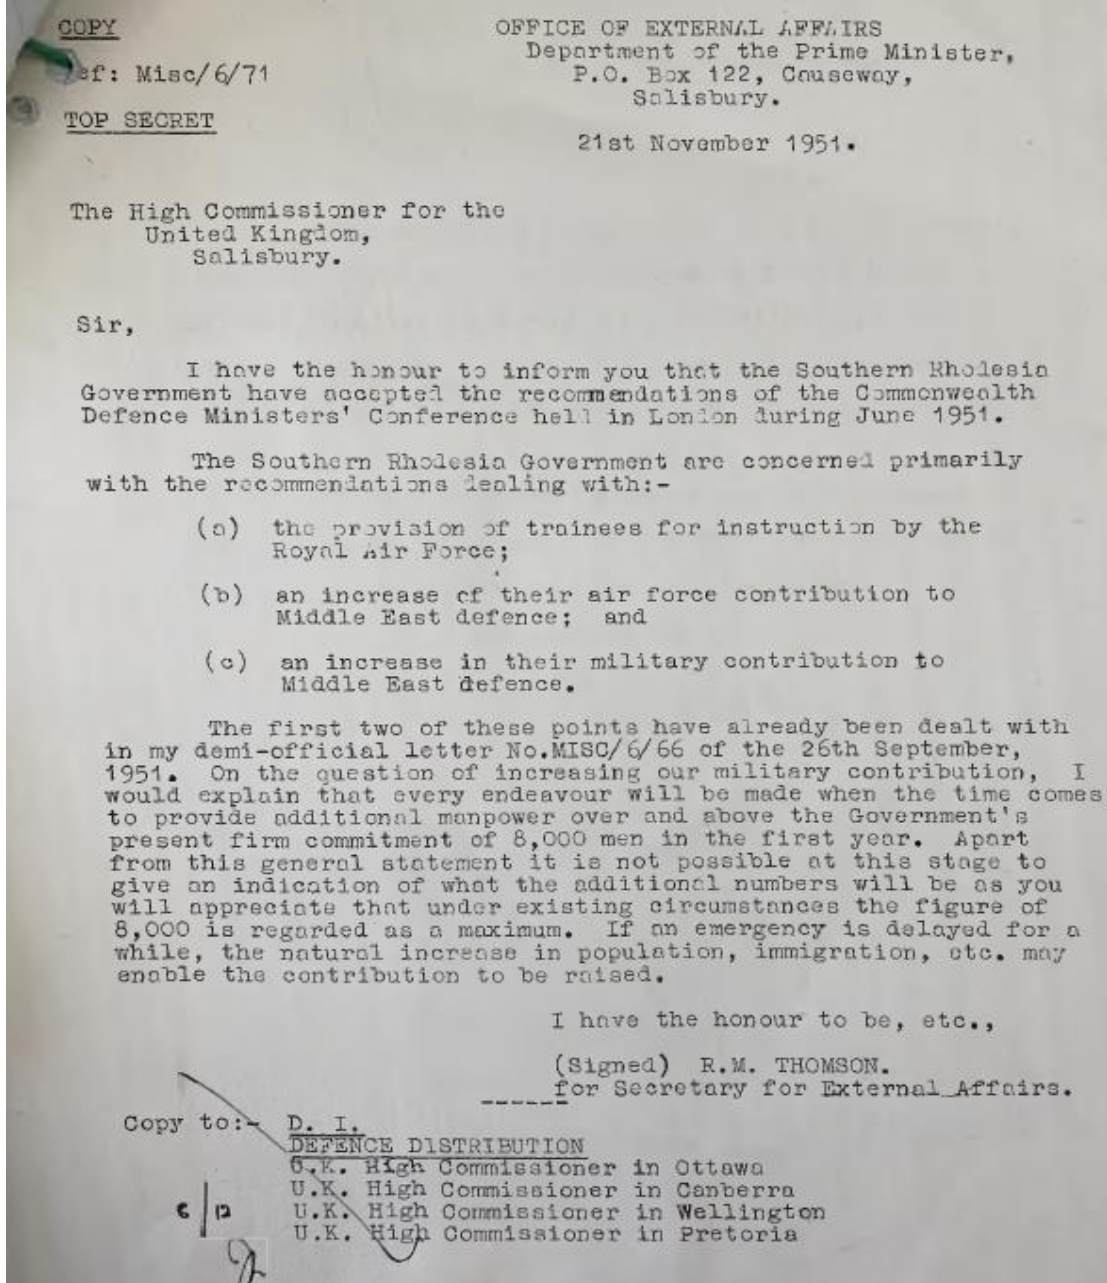 COPY
OFFICE OF EXTERNAL AFFAIRS
Department of the Prime Minister,
ef: Misc/6/71
P.O. Box 122, Causeway,
Salisbury.
TOP SECRET
21st November 1951.
The High Commissioner for the
United Kingdom,
Salisbury.
Sir,
I have the honour to inform you that the Southern Rhodesia
Government have accepted the recommendations of the Commonwealth
Defence Ministers' Conference held in London during June 1951.
The Southern Rhodesia Government are concerned primarily
with the recommendations dealing with:-
(a) the provision of trainees for instruction by the
Royal Air Force;
(b) an increase of their air force contribution to
Middle East defence; and
(c) an increase in their military contribution to
Middle East defence.
The first two of these points have already been dealt with
in my demi-official letter No.MISC/6/66 of the 26th September,
1951. On the question of increasing our military contribution, I
would explain that every endeavour will be made when the time comes
to provide additional manpower over and above the Government's
present firm commitment of 8,000 men in the first year. Apart
from this general statement it is not possible at this stage to
give an indication of what the additional numbers will be as you
will appreciate that under existing circumstances the figure of
8,000 is regarded as a maximum. If an emergency is delayed for a
while, the natural increase in population, immigration, etc. may
enable the contribution to be raised.
I have the honour to be, etc.,
(Signed) R.M. THOMSON.
for Secretary for External Affairs.
Copy to:- D. I.
DEFENCE DISTRIBUTION
U.K. High Commissioner in Ottawa
U.K. High Commissioner in Canberra
6/12 U.K. High Commissioner in Wellington
U.K. High Commissioner in Pretoria